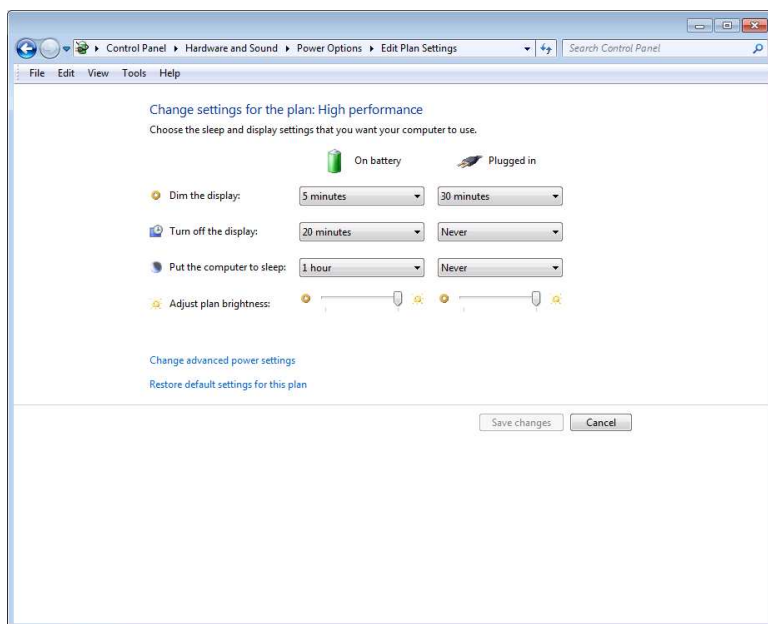 Control Panel Hardware and Sound Power Options Edit Plan Settings Search Control Panel
File Edit View Tools Help
Change settings for the plan: High performance
Choose the sleep and display settings that you want your computer to use.
On battery Plugged in
Dim the display: 5 minutes 30 minutes
Turn off the display: 20 minutes Never
Put the computer to sleep: 1 hour Never
Adjust plan brightness:
Change advanced power settings
Restore default settings for this plan
Save changes Cancel